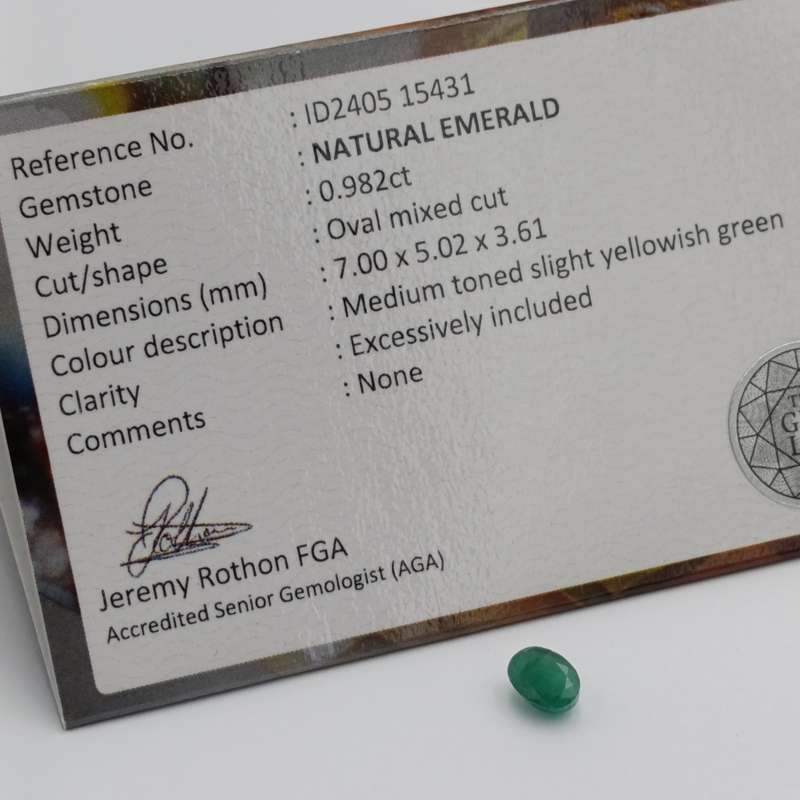 Reference No. : ID2405 15431
Gemstone : NATURAL EMERALD
Weight : 0.982ct
Cut/shape : Oval mixed cut
Dimensions (mm) : 7.00 x 5.02 x 3.61
Colour description : Medium toned slight yellowish green
Clarity : Excessively included
Comments : None
Jeremy Rothon FGA
Accredited Senior Gemologist (AGA)